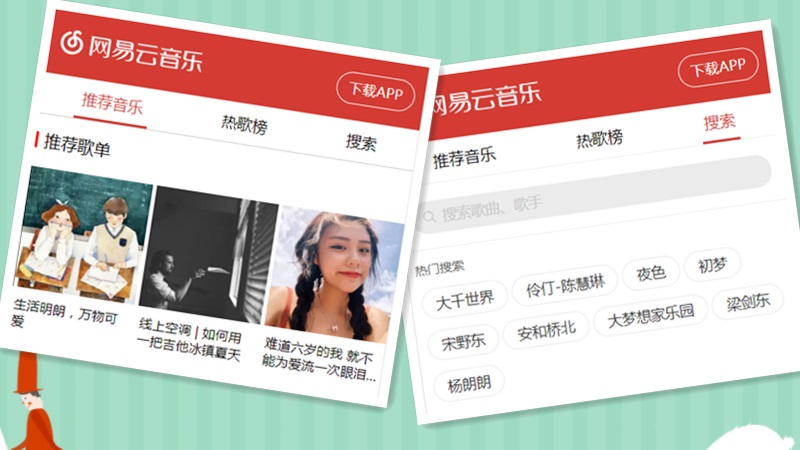 网易云音乐
下载APP
推荐音乐
热歌榜
搜索
推荐歌单
生活明朗，万物可
爱
线上空调 | 如何用
一把吉他冰镇夏天
难道六岁的我 就不
能为爱流一次眼泪...
网易云音乐
下载APP
推荐音乐
热歌榜
搜索
搜索歌曲、歌手
热门搜索
大千世界
伶仃-陈慧琳
夜色
初梦
宋野东
安和桥北
大梦想家乐园
梁剑东
杨朗朗